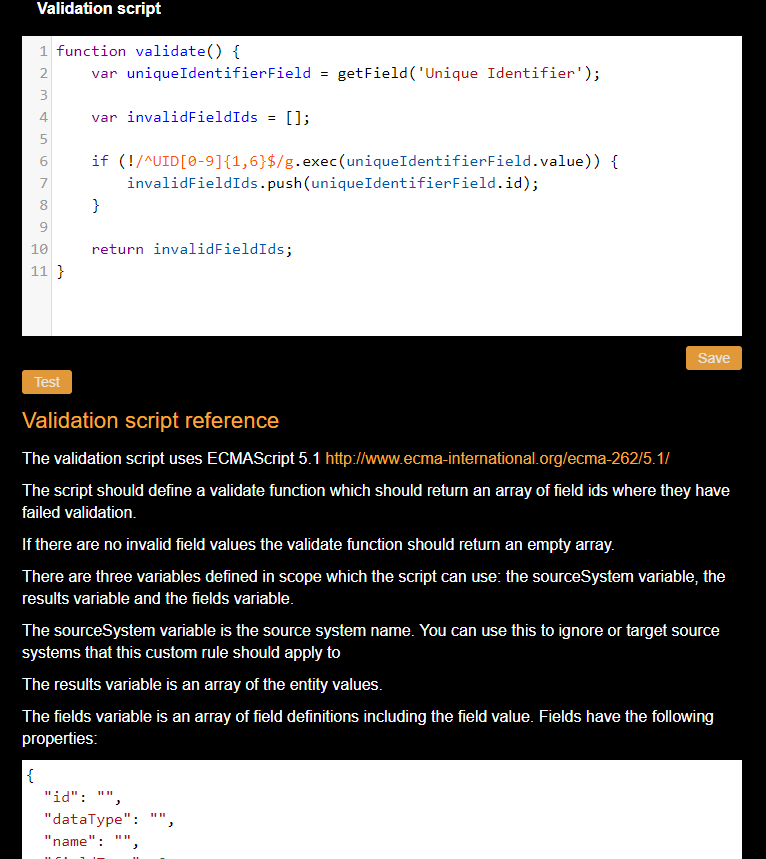 Validation script
1 function validate() {
2     var uniqueIdentifierField = getField('Unique Identifier');
3
4     var invalidFieldIds = [];
5
6     if (!/^UID[0-9]{1,6}$/g.exec(uniqueIdentifierField.value)) {
7         invalidFieldIds.push(uniqueIdentifierField.id);
8     }
9
10     return invalidFieldIds;
11 }
Save
Test
Validation script reference
The validation script uses ECMAScript 5.1 http://www.ecma-international.org/ecma-262/5.1/
The script should define a validate function which should return an array of field ids where they have
failed validation.
If there are no invalid field values the validate function should return an empty array.
There are three variables defined in scope which the script can use: the sourceSystem variable, the
results variable and the fields variable.
The sourceSystem variable is the source system name. You can use this to ignore or target source
systems that this custom rule should apply to
The results variable is an array of the entity values.
The fields variable is an array of field definitions including the field value. Fields have the following
properties:
{
  "id": "",
  "dataType": "",
  "name": "",